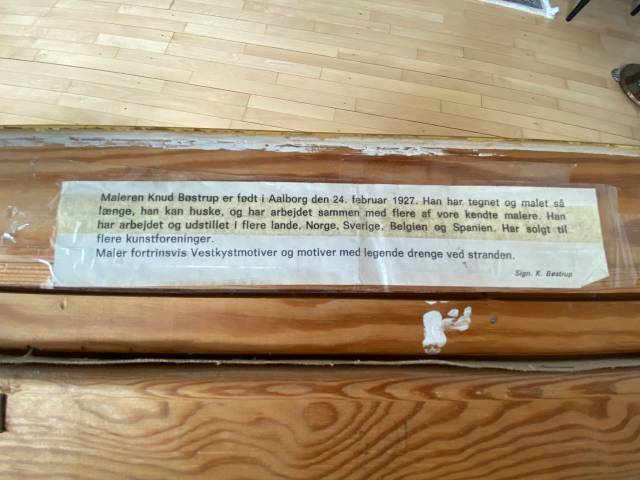 Maleren Knud Bøstrup er født i Aalborg den 24. februar 1927. Han har tegnet og malet så
længe, han kan huske, og har arbejdet sammen med flere af vore kendte malere. Han
har arbejdet og udstillet i flere lande, Norge, Sverige, Belgien og Spanien. Har solgt til
flere kunstforeninger.
Maler fortrinsvis Vestkystmotiver og motiver med legende drenge ved stranden.
Sign. K. Bøstrup